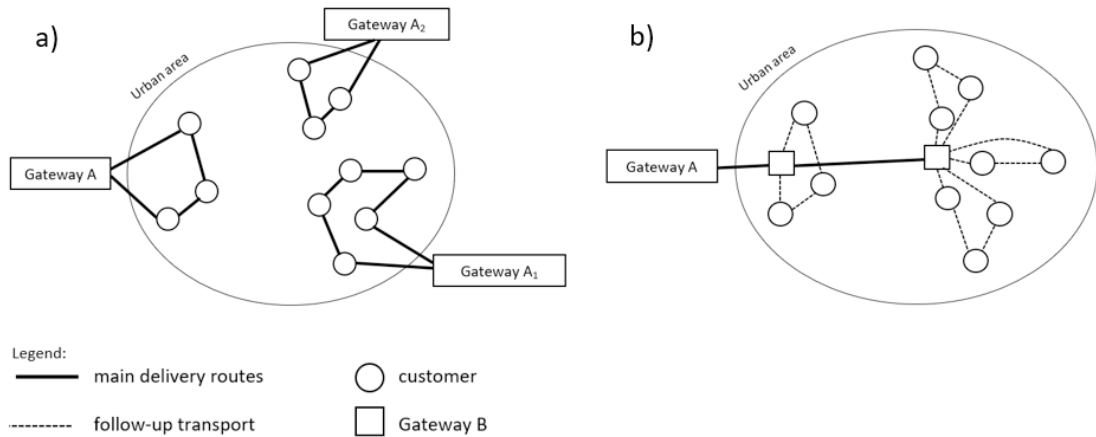 a)
Gateway A₂
Urban area
Gateway A
Gateway A₁
b)
Urban area
Gateway A
Legend:
main delivery routes
customer
follow-up transport
Gateway B